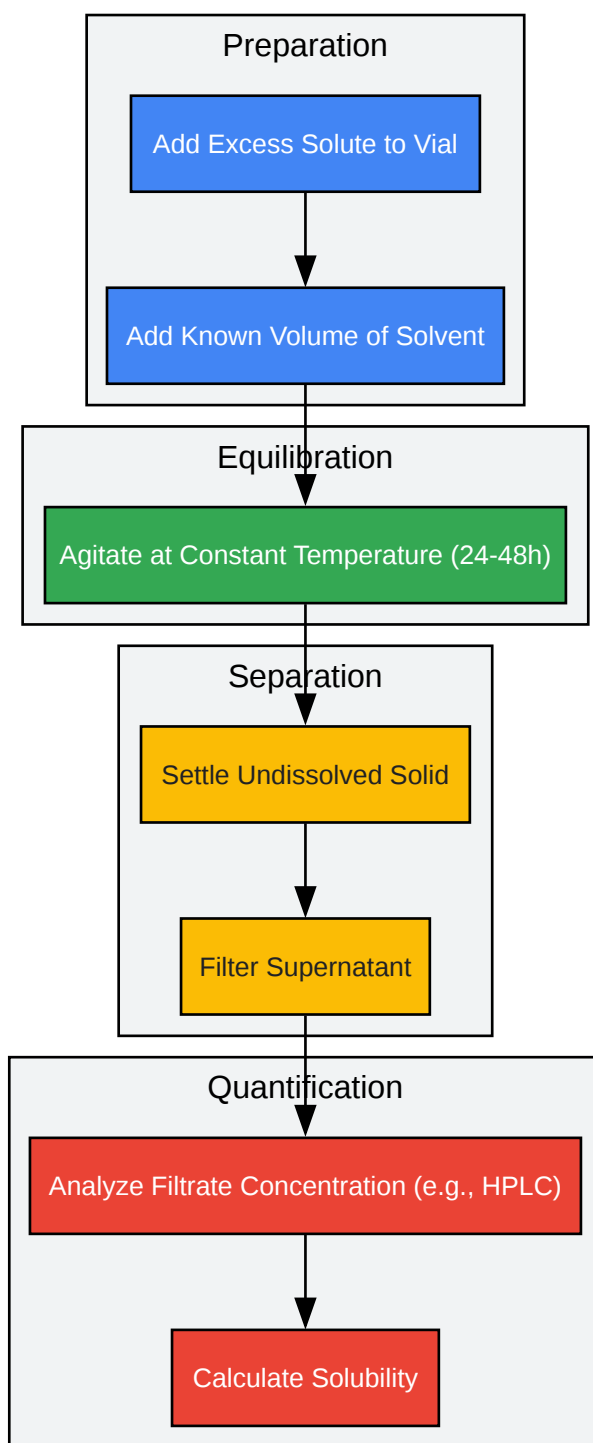 Preparation
Add Excess Solute to Vial
Add Known Volume of Solvent
Equilibration
Agitate at Constant Temperature (24-48h)
Separation
Settle Undissolved Solid
Filter Supernatant
Quantification
Analyze Filtrate Concentration (e.g., HPLC)
Calculate Solubility